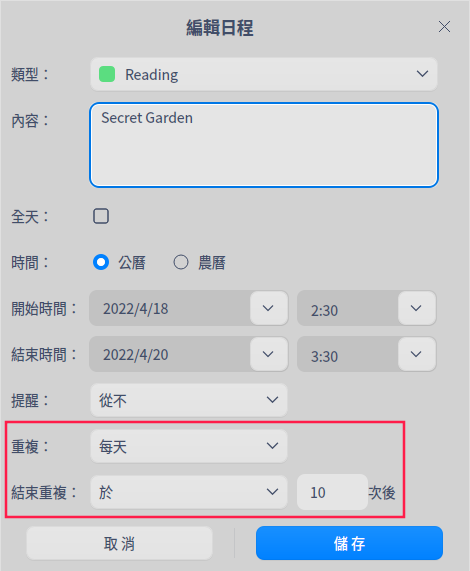 編輯日程
類型： Reading
內容： Secret Garden
全天：
時間： 公曆 農曆
開始時間： 2022/4/18 2:30
結束時間： 2022/4/20 3:30
提醒： 從不
重複： 每天
結束重複： 於 10 次後
取消 儲存